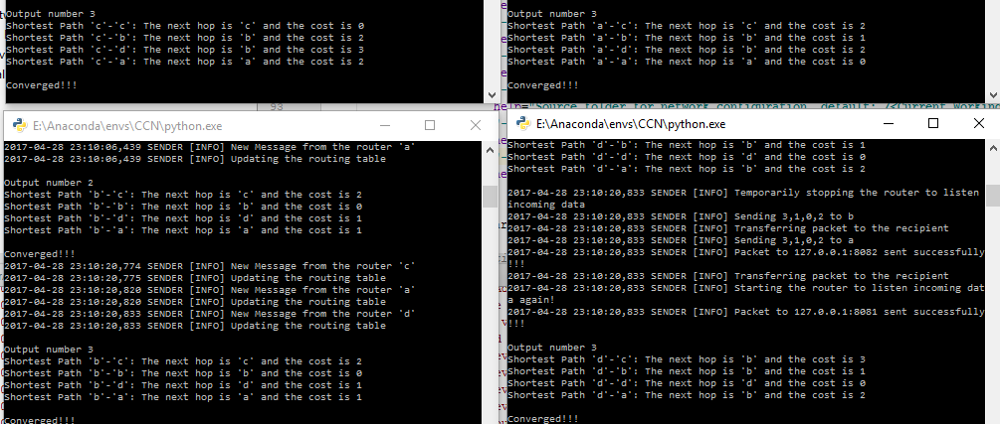 Output number 3
Shortest Path 'c'-'c': The next hop is 'c' and the cost is 0
Shortest Path 'c'-'b': The next hop is 'b' and the cost is 2
Shortest Path 'c'-'d': The next hop is 'b' and the cost is 3
Shortest Path 'c'-'a': The next hop is 'a' and the cost is 2
Converged!!!
Output number 3
Shortest Path 'a'-'c': The next hop is 'c' and the cost is 2
Shortest Path 'a'-'b': The next hop is 'b' and the cost is 1
Shortest Path 'a'-'d': The next hop is 'b' and the cost is 2
Shortest Path 'a'-'a': The next hop is 'a' and the cost is 0
Converged!!!
93
help="Source folder for network configuration, default: /<Current Working
E:\Anaconda\envs\CCN\python.exe
2017-04-28 23:10:06,439 SENDER [INFO] New Message from the router 'a'
2017-04-28 23:10:06,439 SENDER [INFO] Updating the routing table
Output number 2
Shortest Path 'b'-'c': The next hop is 'c' and the cost is 2
Shortest Path 'b'-'b': The next hop is 'b' and the cost is 0
Shortest Path 'b'-'d': The next hop is 'd' and the cost is 1
Shortest Path 'b'-'a': The next hop is 'a' and the cost is 1
Converged!!!
2017-04-28 23:10:20,774 SENDER [INFO] New Message from the router 'c'
2017-04-28 23:10:20,775 SENDER [INFO] Updating the routing table
2017-04-28 23:10:20,820 SENDER [INFO] New Message from the router 'a'
2017-04-28 23:10:20,820 SENDER [INFO] Updating the routing table
2017-04-28 23:10:20,833 SENDER [INFO] New Message from the router 'd'
2017-04-28 23:10:20,833 SENDER [INFO] Updating the routing table
Output number 3
Shortest Path 'b'-'c': The next hop is 'c' and the cost is 2
Shortest Path 'b'-'b': The next hop is 'b' and the cost is 0
Shortest Path 'b'-'d': The next hop is 'd' and the cost is 1
Shortest Path 'b'-'a': The next hop is 'a' and the cost is 1
Converged!!!
E:\Anaconda\envs\CCN\python.exe
Shortest Path 'd'-'b': The next hop is 'b' and the cost is 1
Shortest Path 'd'-'d': The next hop is 'd' and the cost is 0
Shortest Path 'd'-'a': The next hop is 'b' and the cost is 2
2017-04-28 23:10:20,833 SENDER [INFO] Temporarily stopping the router to listen
incoming data
2017-04-28 23:10:20,833 SENDER [INFO] Sending 3,1,0,2 to b
2017-04-28 23:10:20,833 SENDER [INFO] Transferring packet to the recipient
2017-04-28 23:10:20,833 SENDER [INFO] Sending 3,1,0,2 to a
2017-04-28 23:10:20,833 SENDER [INFO] Packet to 127.0.0.1:8082 sent successfully
!!!
2017-04-28 23:10:20,833 SENDER [INFO] Transferring packet to the recipient
2017-04-28 23:10:20,833 SENDER [INFO] Starting the router to listen incoming dat
a again!
2017-04-28 23:10:20,833 SENDER [INFO] Packet to 127.0.0.1:8081 sent successfully
!!!
Output number 3
Shortest Path 'd'-'c': The next hop is 'b' and the cost is 3
Shortest Path 'd'-'b': The next hop is 'b' and the cost is 1
Shortest Path 'd'-'d': The next hop is 'd' and the cost is 0
Shortest Path 'd'-'a': The next hop is 'b' and the cost is 2
Converged!!!